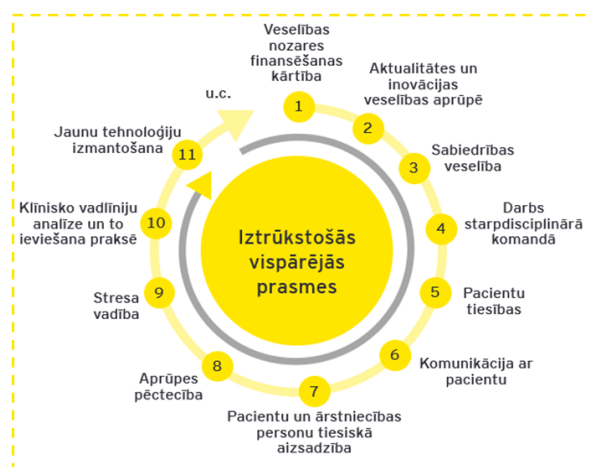 Veselības
nozares
finansēšanas
kārtība
1
Aktualitātes un
inovācijas
veselības aprūpē
2
Sabiedrības
veselība
3
Darbs
starpdisciplinārā
komandā
4
Pacientu
tiesības
5
Komunikācija ar
pacientu
6
Pacientu un ārstniecības
personu tiesiskā
aizsadzība
7
Aprūpes
pēctecība
8
Stresa
vadība
9
Klīnisko vadlīniju
analīze un to
ieviešana praksē
10
Jaunu tehnoloģiju
izmantošana
11
u.c.
Iztrūkstošās
vispārējās
prasmes